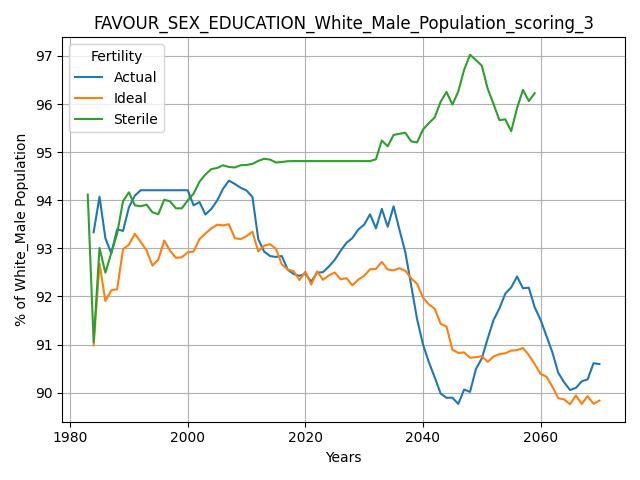 FAVOUR_SEX_EDUCATION_White_Male_Population_scoring_3
Fertility
Actual
Ideal
Sterile
% of White_Male Population
97
96
95
94
93
92
91
90
1980
2000
2020
2040
2060
Years